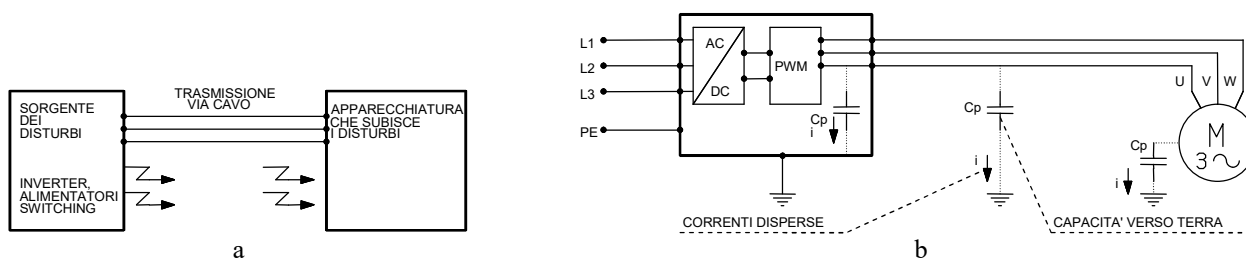 TRASMISSIONE
VIA CAVO
SORGENTE
DEI
DISTURBI
INVERTER,
ALIMENTATORI
SWITCHING
APPARECCHIATURA
CHE SUBISCE
I DISTURBI
a
L1
L2
L3
PE
AC
DC
PWM
Cp
i
Cp
i
U V W
M
3
Cp
i
CORRENTI DISPERSE
CAPACITA' VERSO TERRA
b